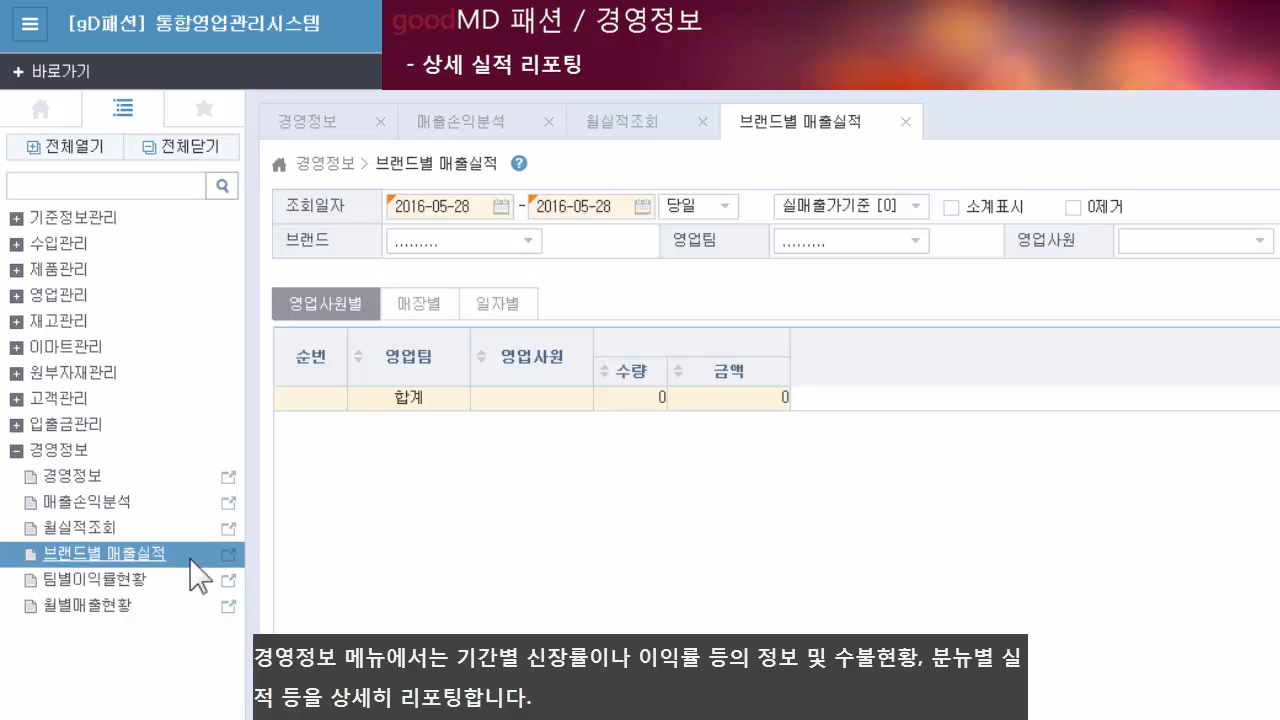 [gD패션] 통합영업관리시스템
goodMD 패션 / 경영정보
- 상세 실적 리포팅
+ 바로가기
전체열기 전체닫기
기준정보관리
수입관리
제품관리
영업관리
재고관리
이마트관리
원부자재관리
고객관리
입출금관리
경영정보
경영정보
매출손익분석
월실적조회
브랜드별 매출실적
팀별이익률현황
월별매출현황
경영정보 매출손익분석 월실적조회 브랜드별 매출실적
경영정보 > 브랜드별 매출실적 ?
조회일자 2016-05-28 - 2016-05-28 당일 실매출가기준 [0] 소계표시 0제거
브랜드 ......... 영업팀 ......... 영업사원
영업사원별 매장별 일자별
순번 영업팀 영업사원
수량 금액
합계 0 0
경영정보 메뉴에서는 기간별 신장률이나 이익률 등의 정보 및 수불현황, 분뉴별 실
적 등을 상세히 리포팅합니다.